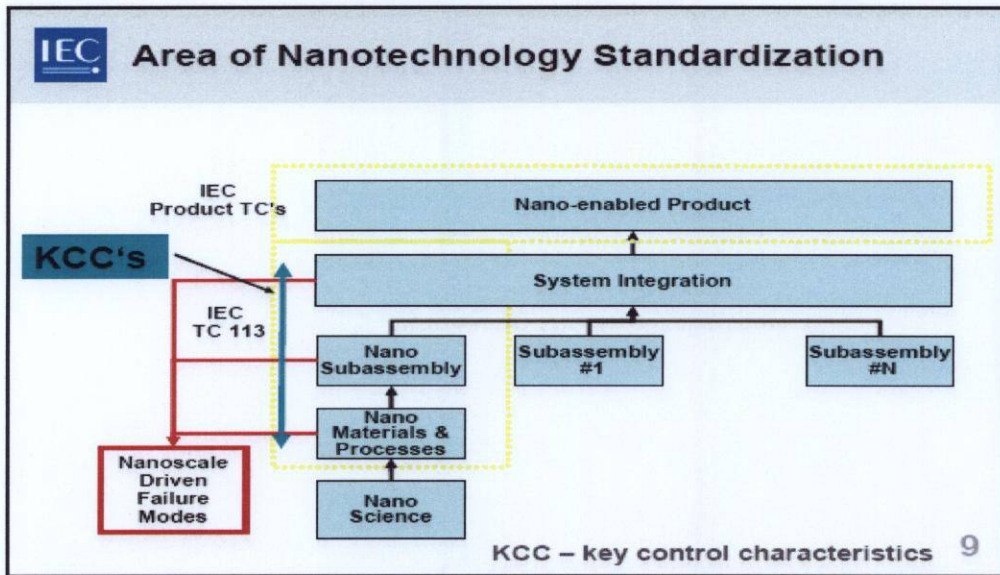 IEC
Area of Nanotechnology Standardization
IEC
Product TC's
Nano-enabled Product
KCC's
System Integration
IEC
TC 113
Nano
Subassembly
Subassembly
#1
Subassembly
#N
Nano
Materials &
Processes
Nanoscale
Driven
Failure
Modes
Nano
Science
KCC – key control characteristics
9